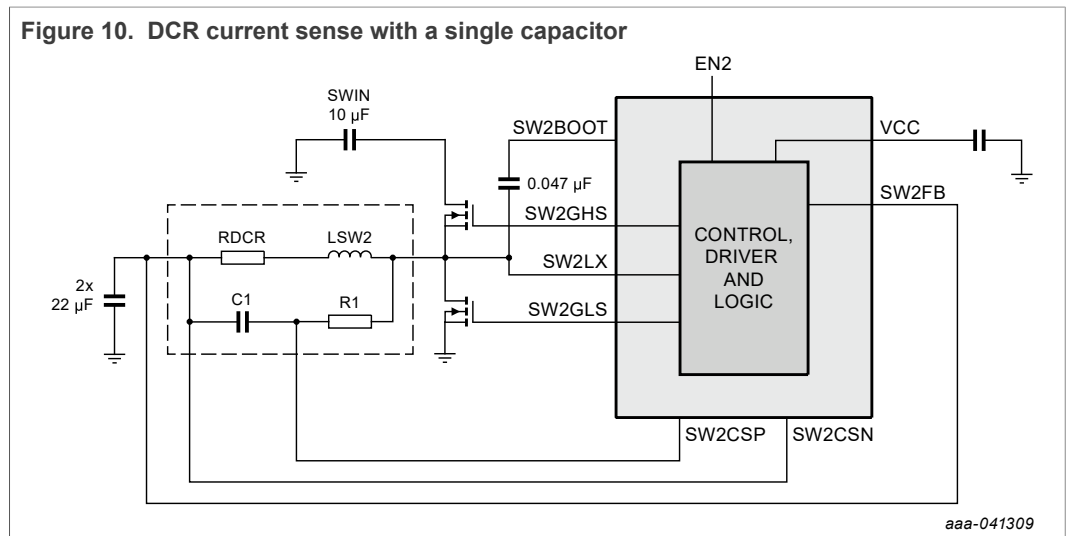 Figure 10. DCR current sense with a single capacitor
EN2
SWIN
10 µF
SW2BOOT
VCC
0.047 µF
SW2FB
SW2GHS
RDCR
LSW2
CONTROL,
DRIVER
AND
LOGIC
SW2LX
2x
22 µF
C1
R1
SW2GLS
SW2CSP
SW2CSN
aaa-041309